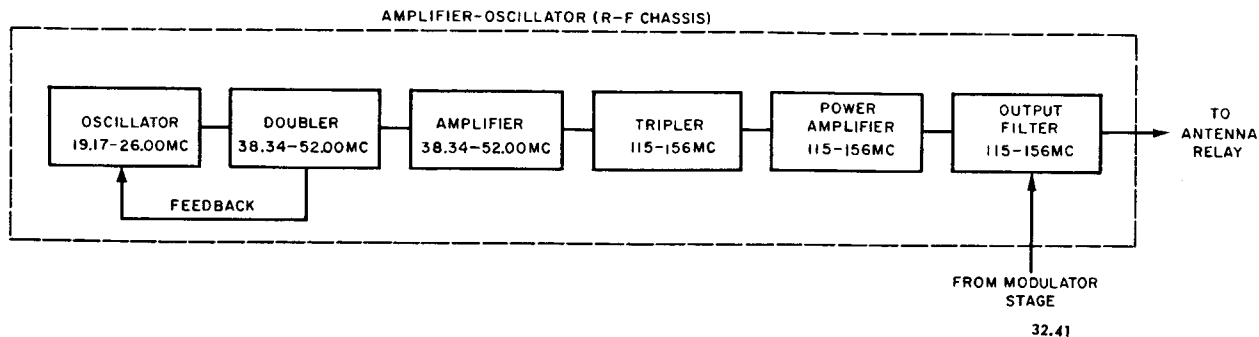 AMPLIFIER-OSCILLATOR (R-F CHASSIS)
OSCILLATOR
19.17-26.00MC
DOUBLER
38.34-52.00MC
AMPLIFIER
38.34-52.00MC
TRIPLER
115-156MC
POWER
AMPLIFIER
115-156MC
OUTPUT
FILTER
115-156MC
TO
ANTENNA
RELAY
FEEDBACK
FROM MODULATOR
STAGE
32.41